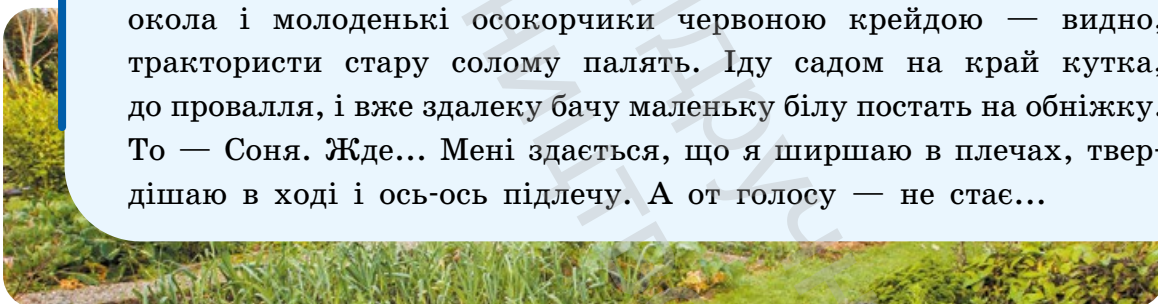 окола і молоденькі осокорчики червоною крейдою — видно,
трактористи стару солому палять. Іду садом на край кутка,
до провалля, і вже здалеку бачу маленьку білу постать на обніжку.
То — Соня. Жде... Мені здається, що я ширшаю в плечах, твер-
дішаю в ході і ось-ось підлечу. А от голосу — не стає...